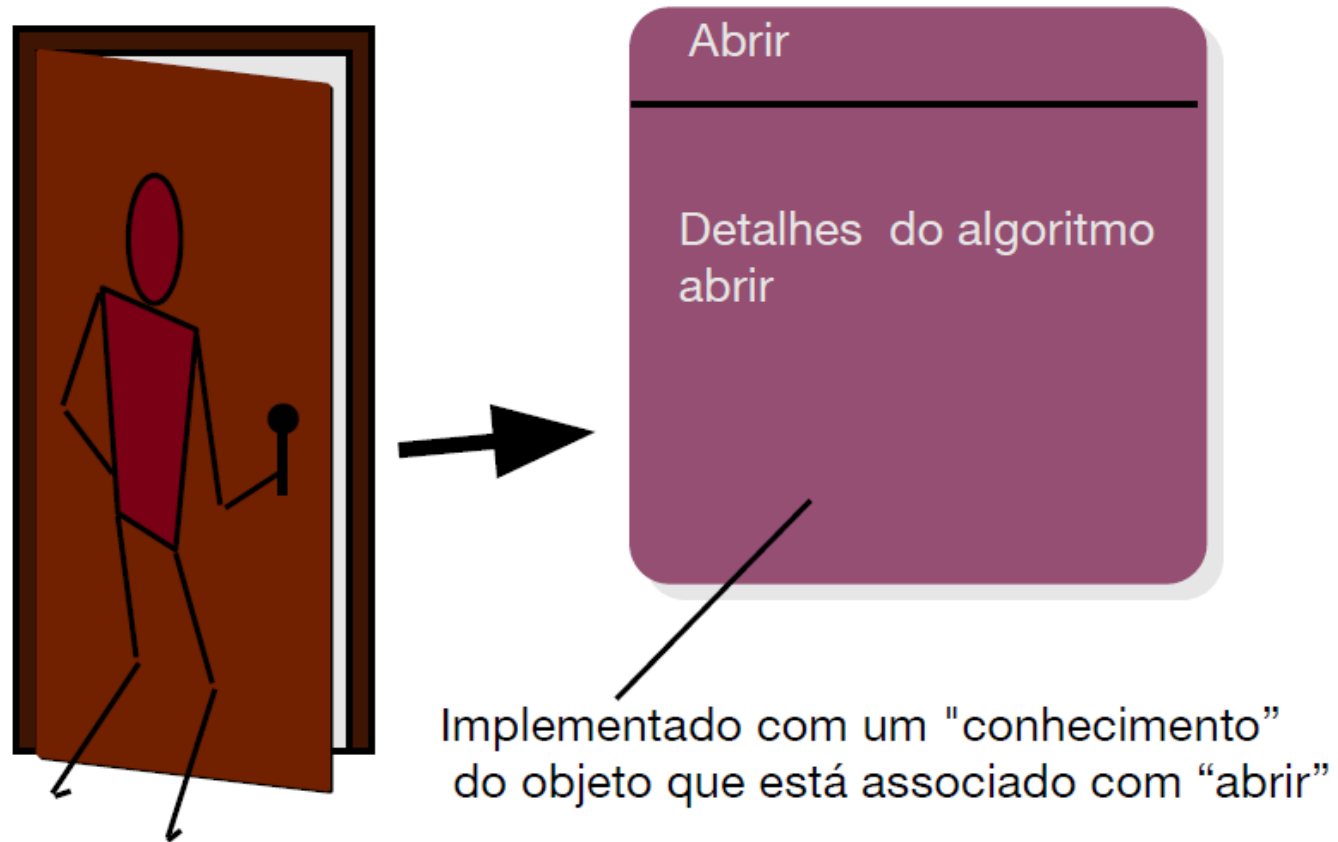 Abrir
Detalhes do algoritmo
abrir
Implementado com um "conhecimento”
do objeto que está associado com “abrir”